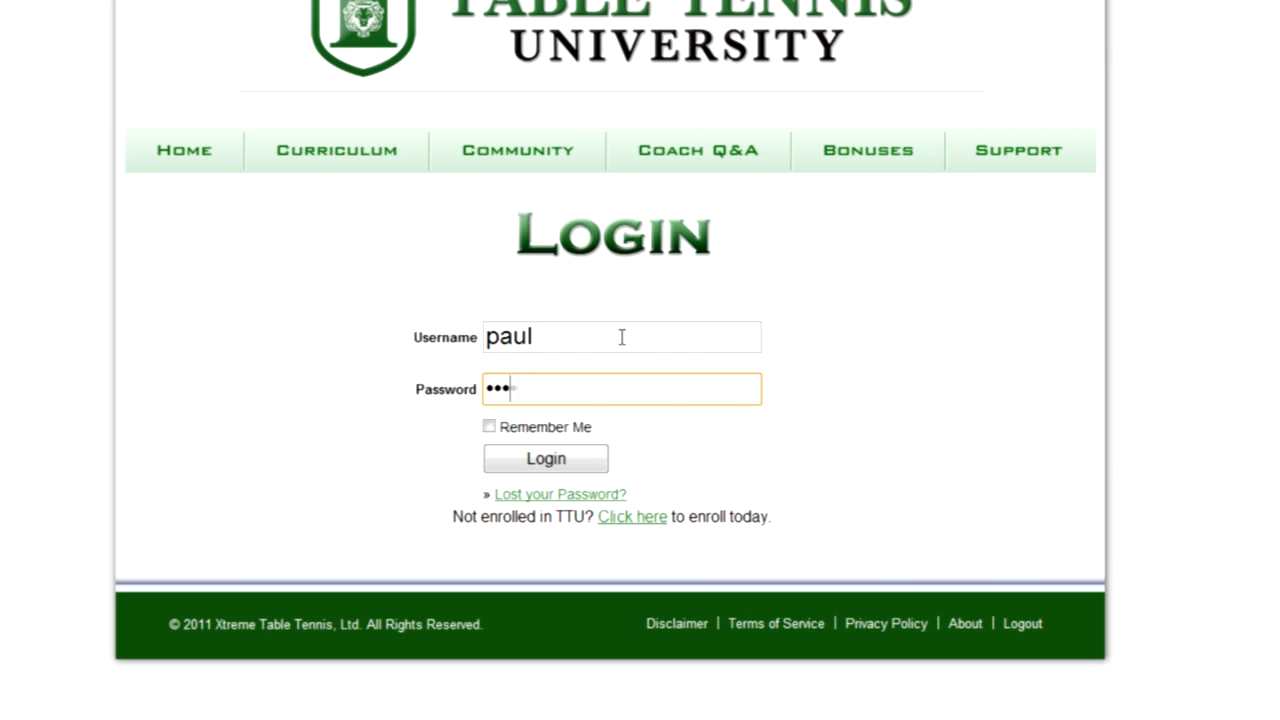 TABLE TENNIS
UNIVERSITY
HOME CURRICULUM COMMUNITY COACH Q&A BONUSES SUPPORT
LOGIN
Username paul
Password ••••
Remember Me
Login
» Lost your Password?
Not enrolled in TTU? Click here to enroll today.
© 2011 Xtreme Table Tennis, Ltd. All Rights Reserved.
Disclaimer | Terms of Service | Privacy Policy | About | Logout